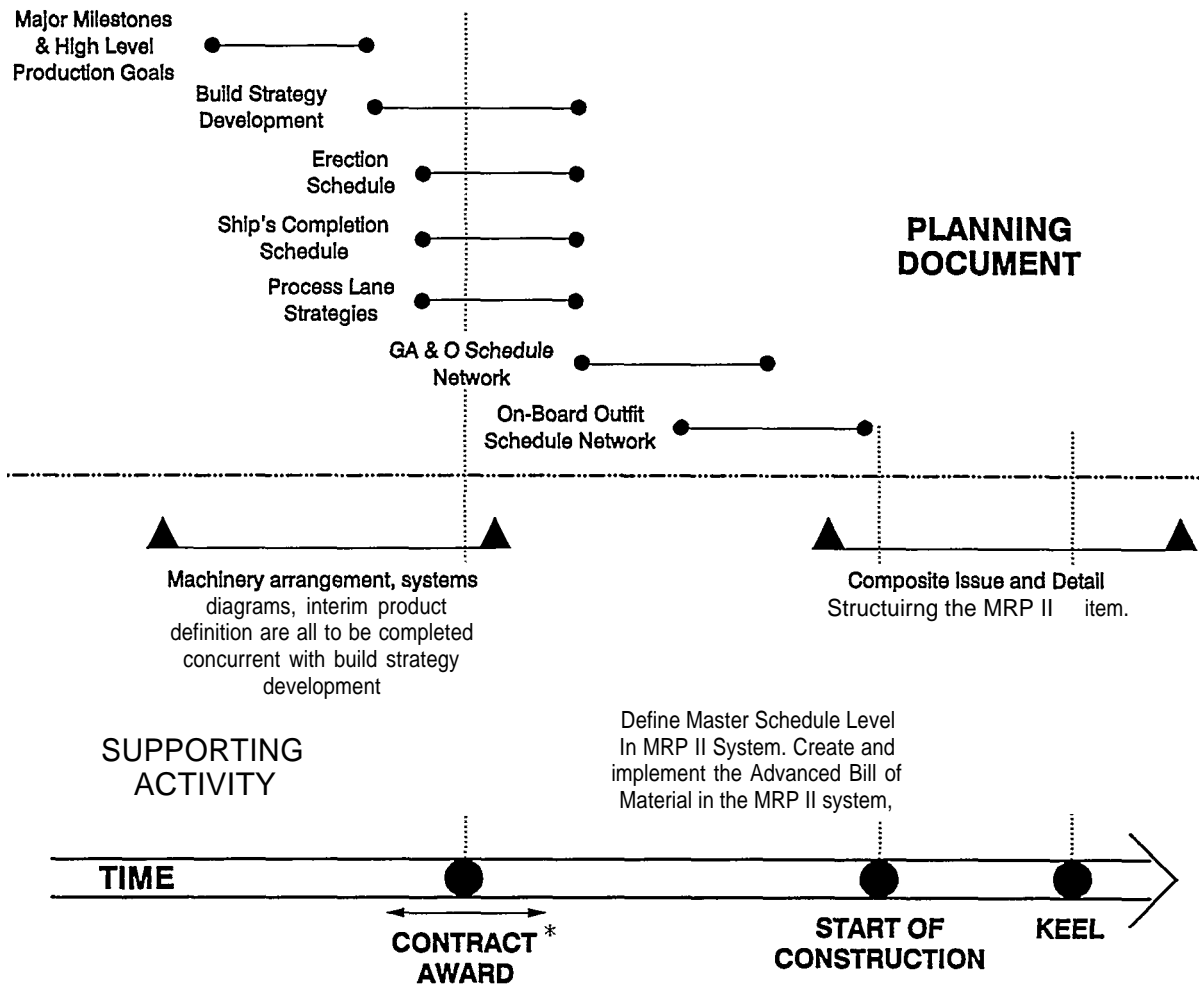 Major Milestones
& High Level
Production Goals
Build Strategy
Development
Erection
Schedule
Ship's Completion
Schedule
Process Lane
Strategies
GA & O Schedule
Network
On-Board Outfit
Schedule Network
PLANNING
DOCUMENT
Machinery arrangement, systems
diagrams, interim product
definition are all to be completed
concurrent with build strategy
development
Composite Issue and Detail
Structuirng the MRP II item.
SUPPORTING
ACTIVITY
Define Master Schedule Level
In MRP II System. Create and
implement the Advanced Bill of
Material in the MRP II system,
TIME
CONTRACT *
AWARD
START OF
CONSTRUCTION
KEEL